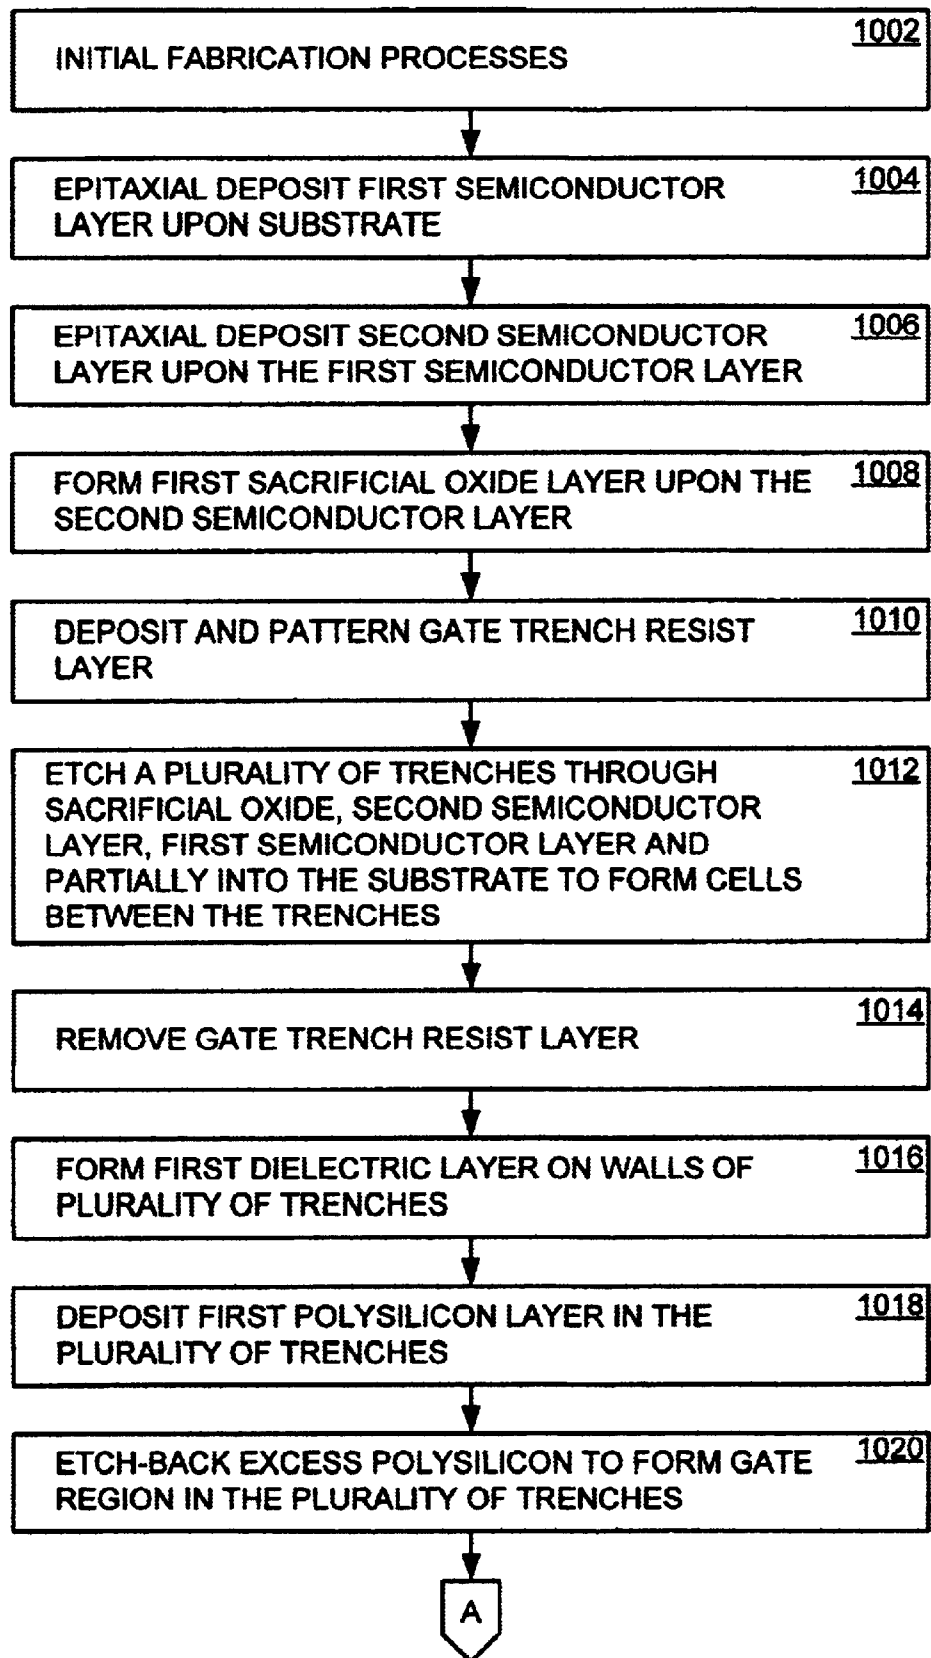 1002
INITIAL FABRICATION PROCESSES
1004
EPITAXIAL DEPOSIT FIRST SEMICONDUCTOR
LAYER UPON SUBSTRATE
1006
EPITAXIAL DEPOSIT SECOND SEMICONDUCTOR
LAYER UPON THE FIRST SEMICONDUCTOR LAYER
1008
FORM FIRST SACRIFICIAL OXIDE LAYER UPON THE
SECOND SEMICONDUCTOR LAYER
1010
DEPOSIT AND PATTERN GATE TRENCH RESIST
LAYER
1012
ETCH A PLURALITY OF TRENCHES THROUGH
SACRIFICIAL OXIDE, SECOND SEMICONDUCTOR
LAYER, FIRST SEMICONDUCTOR LAYER AND
PARTIALLY INTO THE SUBSTRATE TO FORM CELLS
BETWEEN THE TRENCHES
1014
REMOVE GATE TRENCH RESIST LAYER
1016
FORM FIRST DIELECTRIC LAYER ON WALLS OF
PLURALITY OF TRENCHES
1018
DEPOSIT FIRST POLYSILICON LAYER IN THE
PLURALITY OF TRENCHES
1020
ETCH-BACK EXCESS POLYSILICON TO FORM GATE
REGION IN THE PLURALITY OF TRENCHES
A